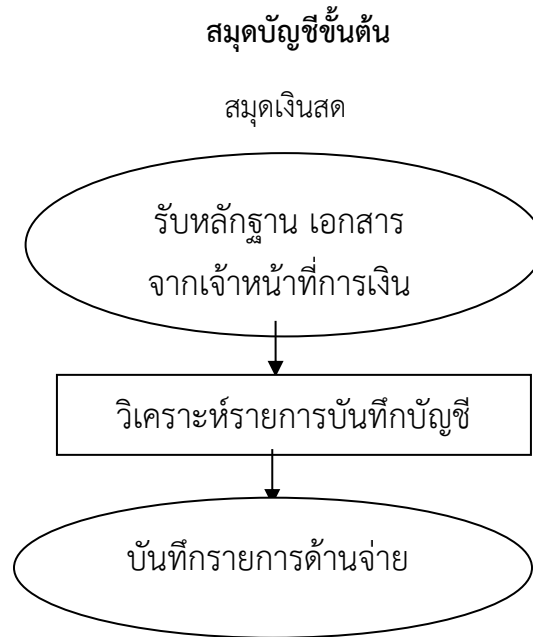 สมุดบัญชีขั้นต้น
สมุดเงินสด
รับหลักฐาน เอกสาร
จากเจ้าหน้าที่การเงิน
วิเคราะห์รายการบันทึกบัญชี
บันทึกรายการด้านจ่าย